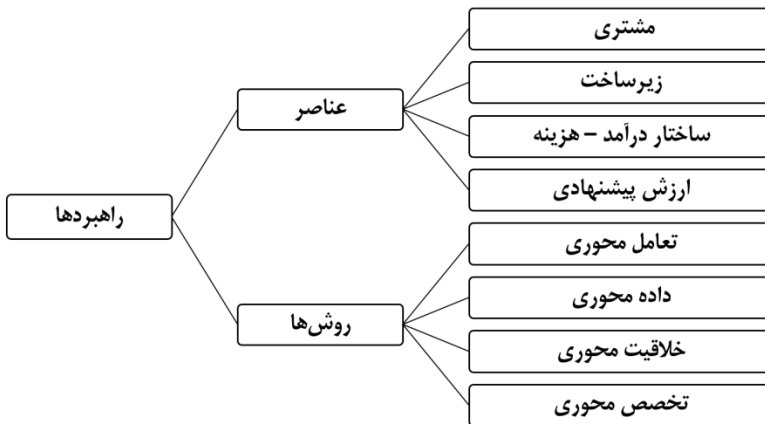 راهبردها
عناصر
مشتری
زیرساخت
ساختار درآمد – هزینه
ارزش پیشنهادی
روش‌ها
تعامل محوری
داده محوری
خلاقیت محوری
تخصص محوری